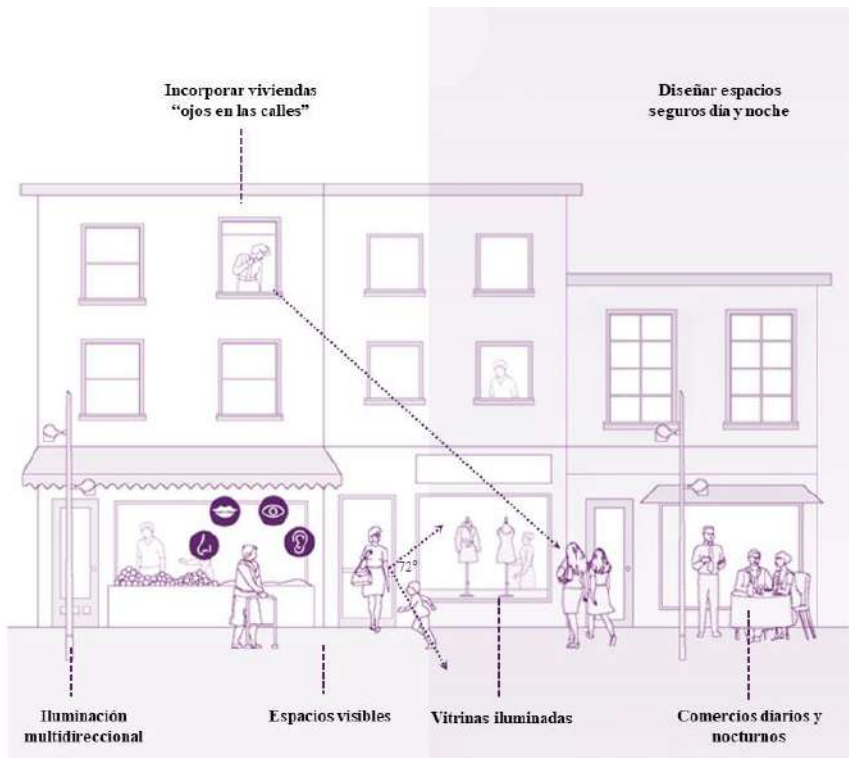 Incorporar viviendas
“ojos en las calles”
Diseñar espacios
seguros día y noche
72°
Iluminación
multidireccional
Espacios visibles
Vitrinas iluminadas
Comercios diarios y
nocturnos